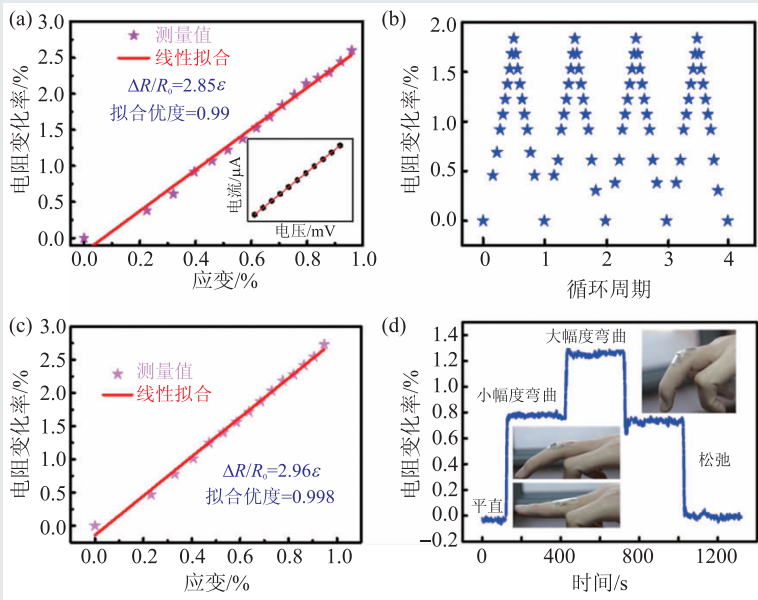 (a)
3.0
2.5
2.0
1.5
1.0
0.5
0.0
电阻变化率/%
测量值
线性拟合
ΔR/R₀=2.85ε
拟合优度=0.99
电流/μA
电压/mV
0.0 0.2 0.4 0.6 0.8 1.0
应变/%
(b)
2.0
1.5
1.0
0.5
0.0
电阻变化率/%
0 1 2 3 4
循环周期
(c)
3.0
2.5
2.0
1.5
1.0
0.5
0.0
电阻变化率/%
测量值
线性拟合
ΔR/R₀=2.96ε
拟合优度=0.998
0.0 0.2 0.4 0.6 0.8 1.0
应变/%
(d)
1.4
1.2
1.0
0.8
0.6
0.4
0.2
0.0
−0.2
电阻变化率/%
大幅度弯曲
小幅度弯曲
松弛
平直
0 400 800 1200
时间/s